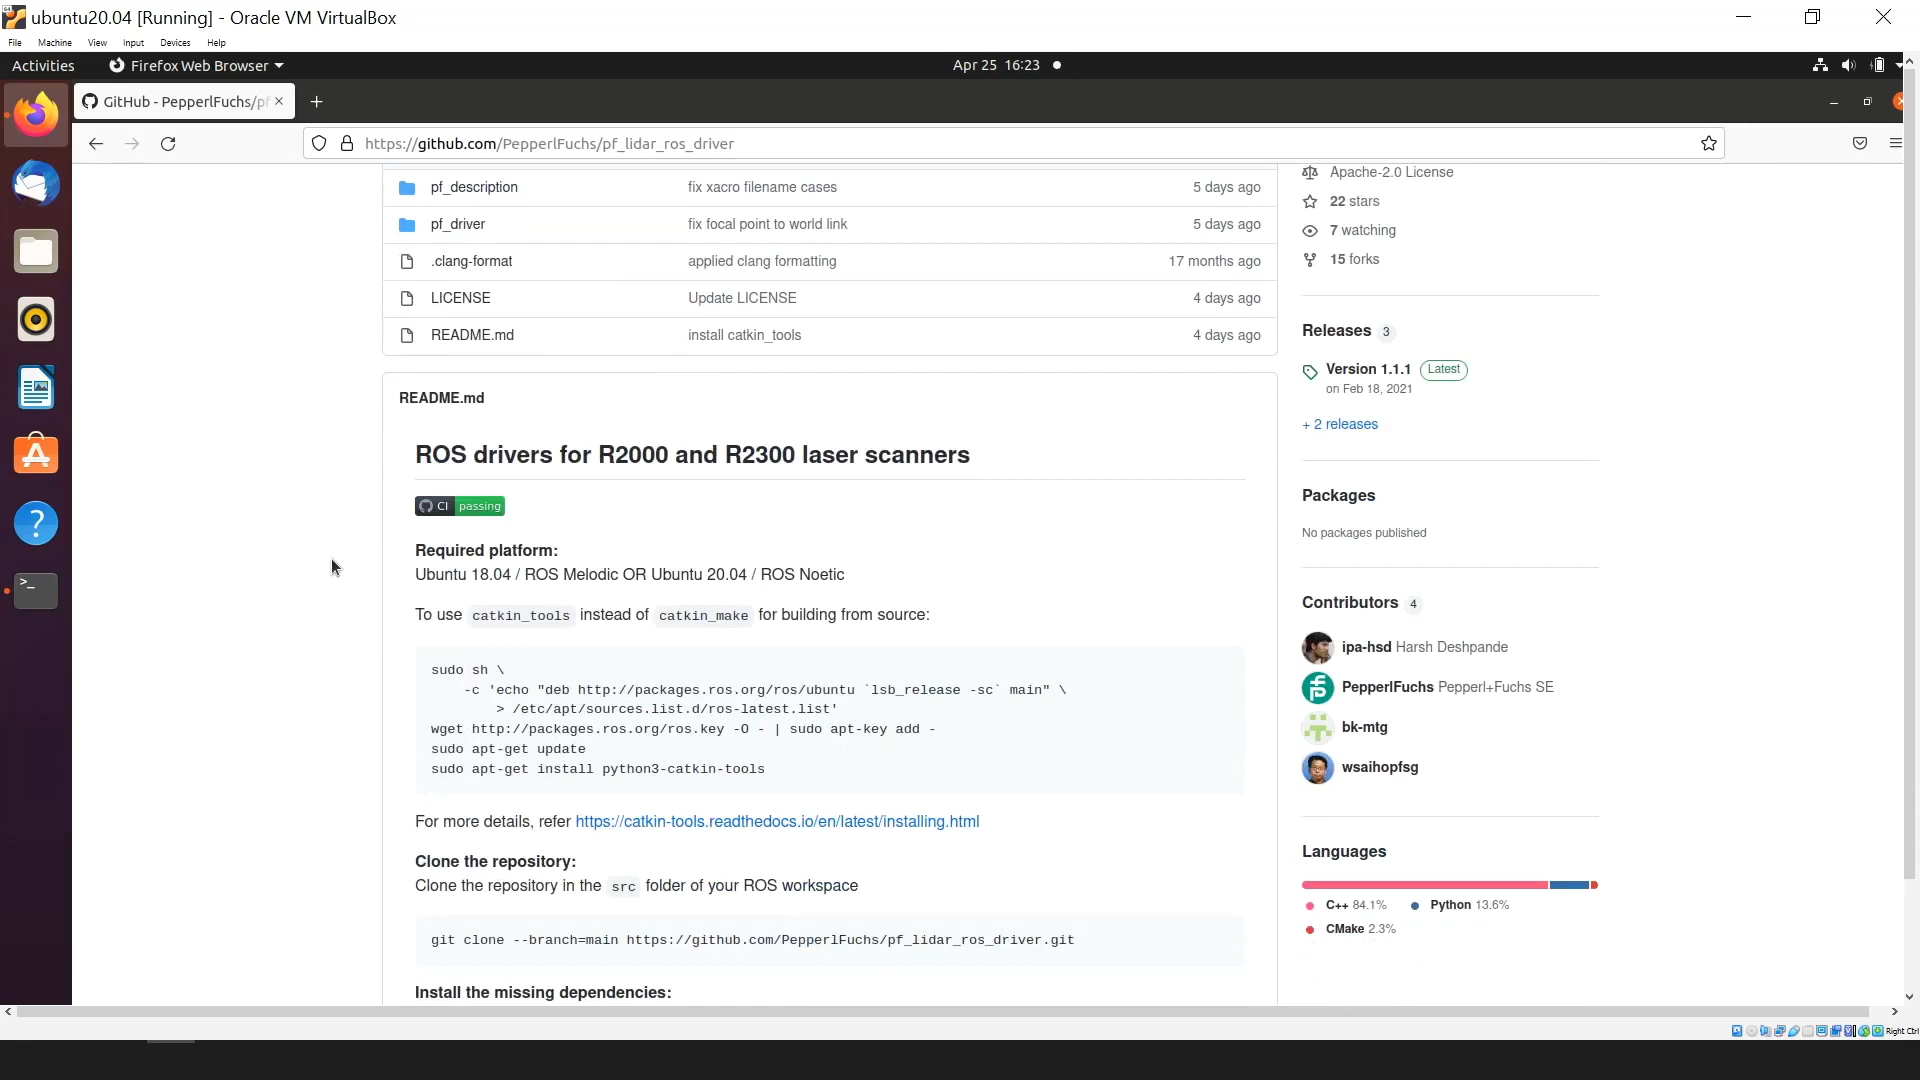 ubuntu20.04 [Running] - Oracle VM VirtualBox
File Machine View Input Devices Help
Activities Firefox Web Browser Apr 25 16:23
GitHub - PepperlFuchs/pf
https://github.com/PepperlFuchs/pf_lidar_ros_driver
pf_description fix xacro filename cases 5 days ago
pf_driver fix focal point to world link 5 days ago
.clang-format applied clang formatting 17 months ago
LICENSE Update LICENSE 4 days ago
README.md install catkin_tools 4 days ago
README.md
ROS drivers for R2000 and R2300 laser scanners
CI passing
Required platform:
Ubuntu 18.04 / ROS Melodic OR Ubuntu 20.04 / ROS Noetic
To use catkin_tools instead of catkin_make for building from source:
sudo sh \
-c 'echo "deb http://packages.ros.org/ros/ubuntu `lsb_release -sc` main" \
> /etc/apt/sources.list.d/ros-latest.list'
wget http://packages.ros.org/ros.key -O - | sudo apt-key add -
sudo apt-get update
sudo apt-get install python3-catkin-tools
For more details, refer https://catkin-tools.readthedocs.io/en/latest/installing.html
Clone the repository:
Clone the repository in the src folder of your ROS workspace
git clone --branch=main https://github.com/PepperlFuchs/pf_lidar_ros_driver.git
Install the missing dependencies:
Apache-2.0 License
22 stars
7 watching
15 forks
Releases 3
Version 1.1.1 Latest
on Feb 18, 2021
+ 2 releases
Packages
No packages published
Contributors 4
ipa-hsd Harsh Deshpande
PepperlFuchs Pepperl+Fuchs SE
bk-mtg
wsaihopfsg
Languages
C++ 84.1% Python 13.6%
CMake 2.3%
Right Ctrl